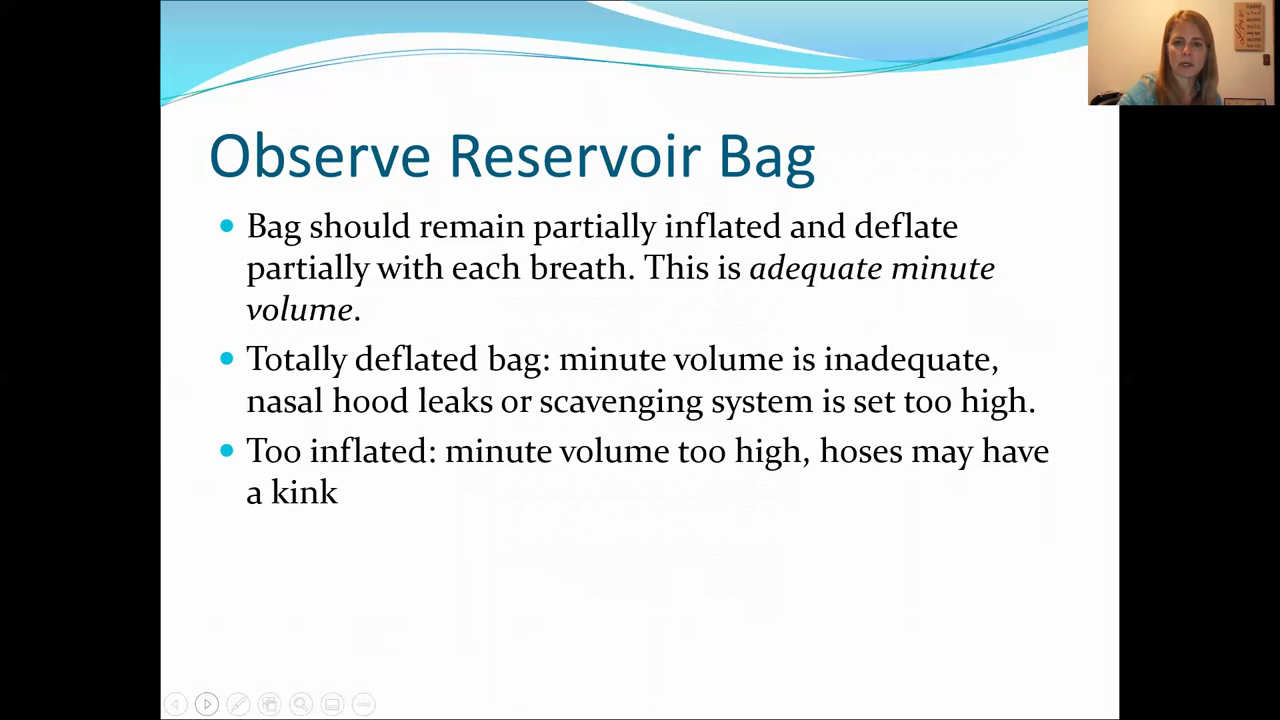 Observe Reservoir Bag
Bag should remain partially inflated and deflate
partially with each breath. This is adequate minute
volume.
Totally deflated bag: minute volume is inadequate,
nasal hood leaks or scavenging system is set too high.
Too inflated: minute volume too high, hoses may have
a kink